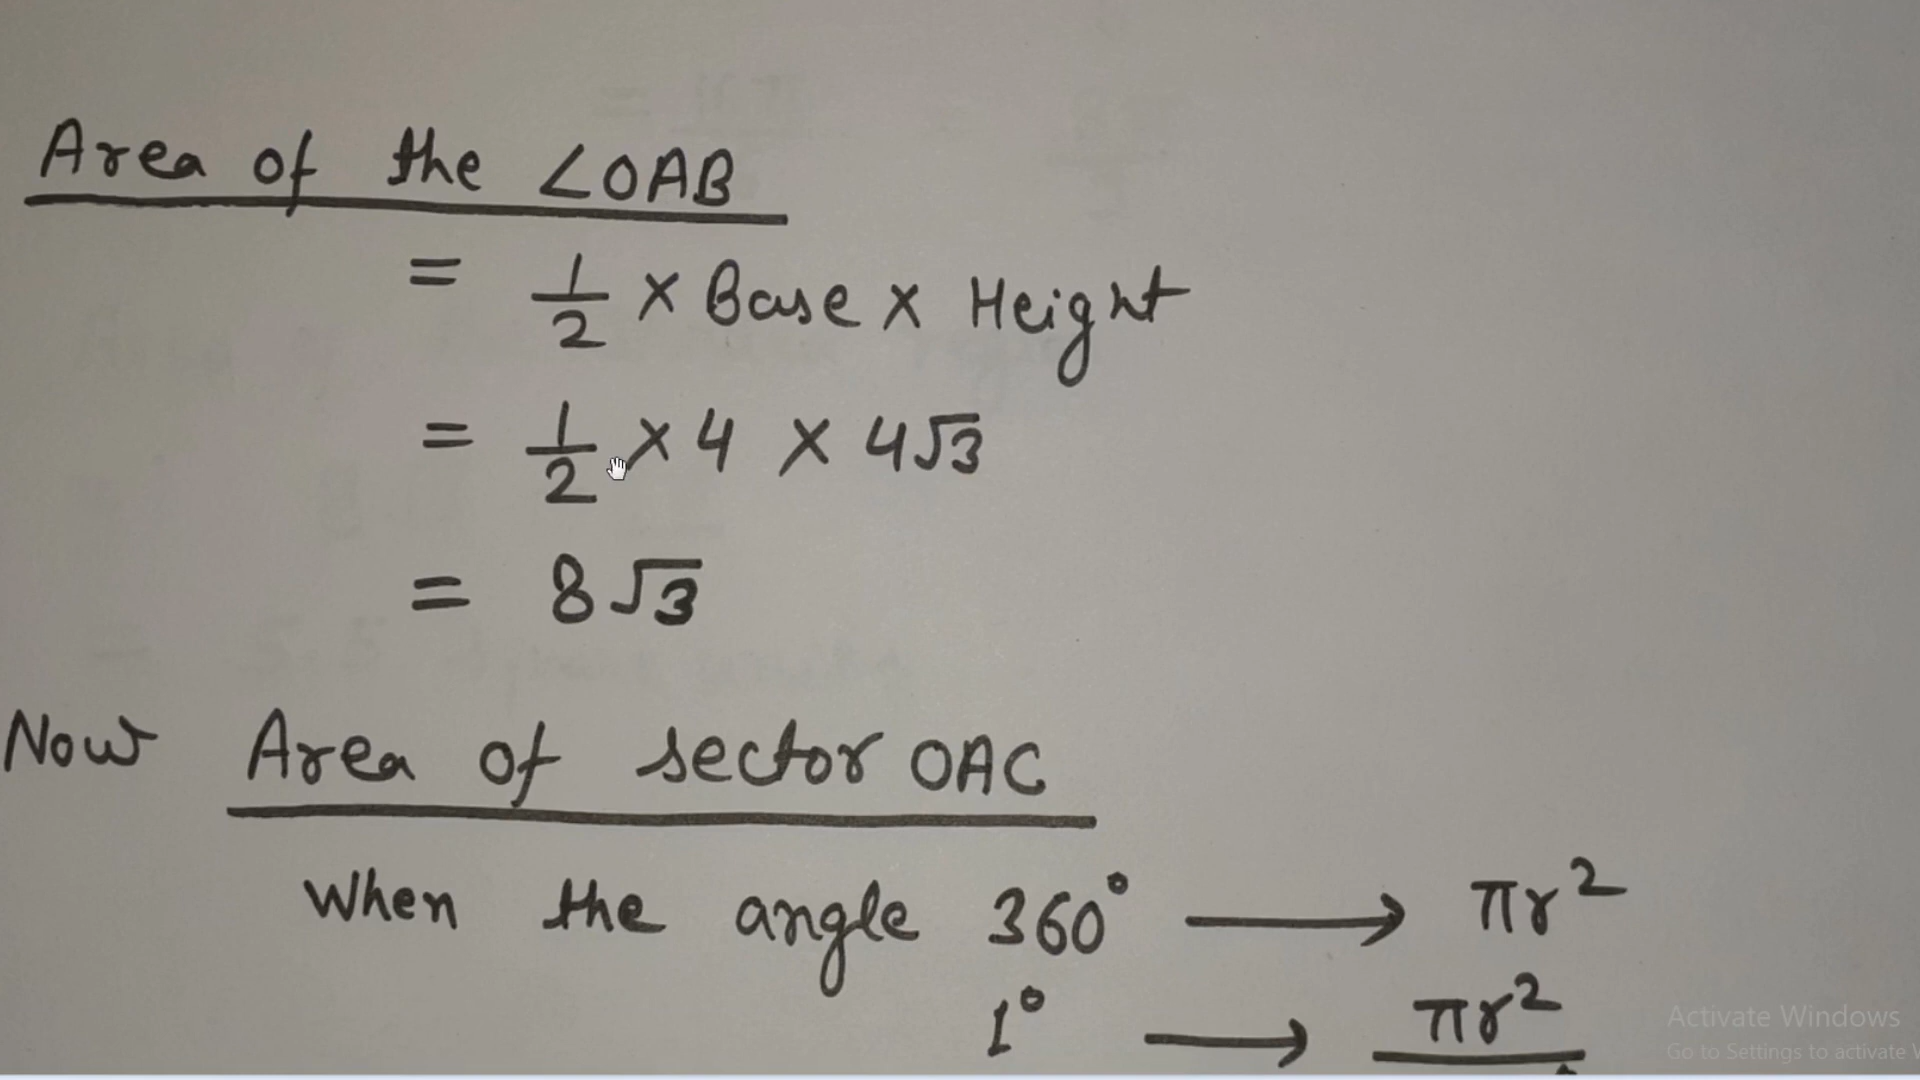 Area of the ∠OAB
= 1/2 × Base × Height
= 1/2 × 4 × 4√3
= 8√3
Now Area of sector OAC
When the angle 360° ⟶ πr²
1° ⟶ πr²
Activate Windows
Go to Settings to activate